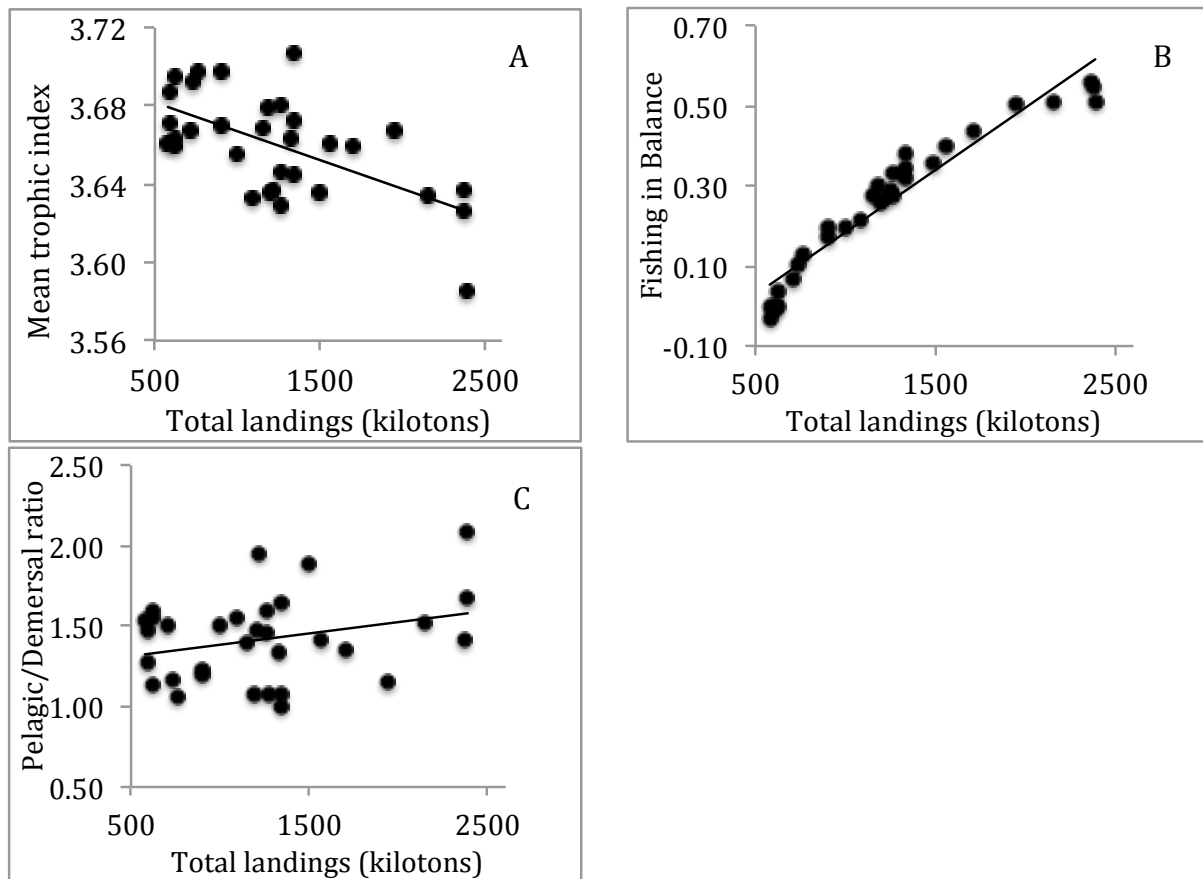 A
Mean trophic index
3.72
3.68
3.64
3.60
3.56
500 1500 2500
Total landings (kilotons)
B
Fishing in Balance
0.70
0.50
0.30
0.10
-0.10
500 1500 2500
Total landings (kilotons)
C
Pelagic/Demersal ratio
2.50
2.00
1.50
1.00
0.50
500 1500 2500
Total landings (kilotons)